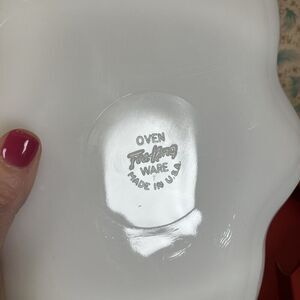 OVEN
Fire-King
WARE
MADE IN U.S.A.